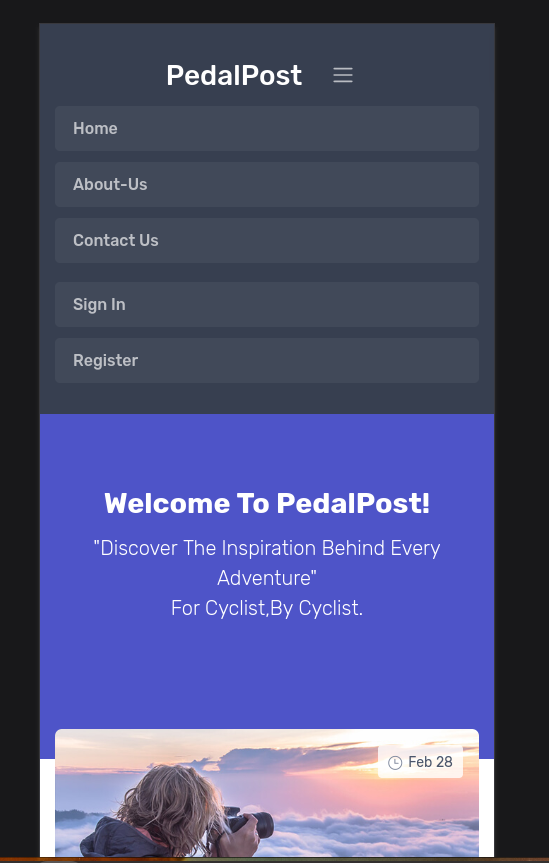 PedalPost
Home
About-Us
Contact Us
Sign In
Register
Welcome To PedalPost!
"Discover The Inspiration Behind Every
Adventure"
For Cyclist,By Cyclist.
Feb 28